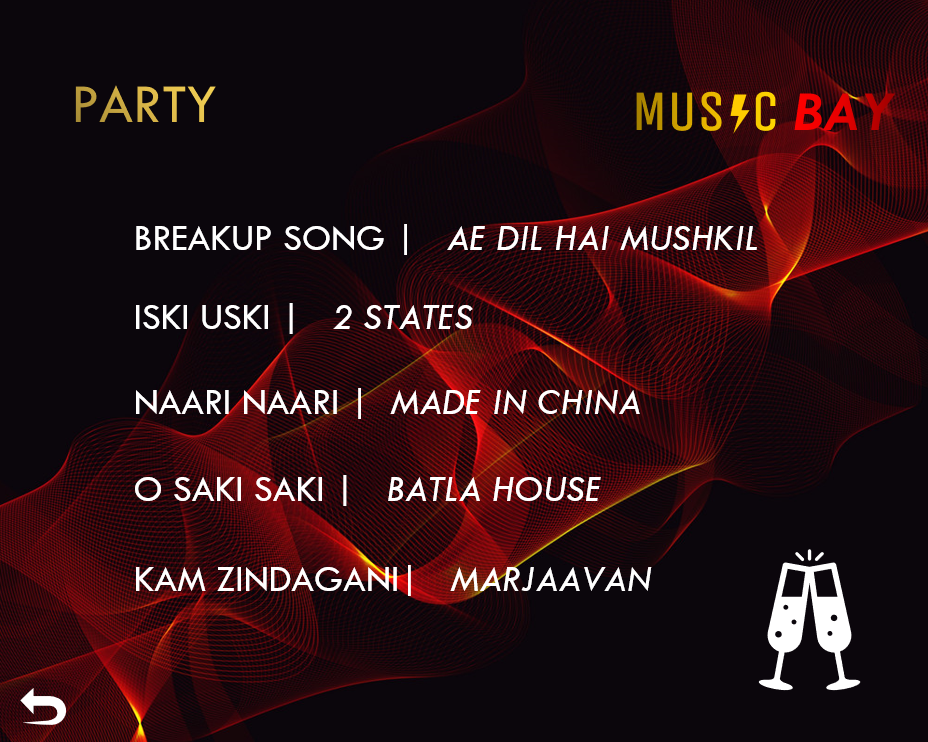 PARTY
MUSIC BAY
BREAKUP SONG | AE DIL HAI MUSHKIL
ISKI USKI | 2 STATES
NAARI NAARI | MADE IN CHINA
O SAKI SAKI | BATLA HOUSE
KAM ZINDAGANI| MARJAAVAN